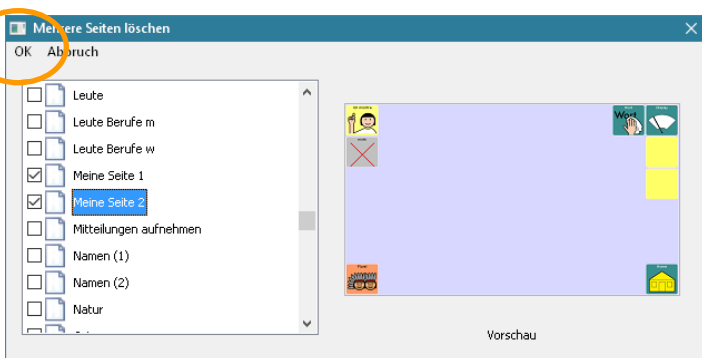 Mehrere Seiten löschen
OK Abbruch
Leute
Leute Berufe m
Leute Berufe w
Meine Seite 1
Meine Seite 2
Mitteilungen aufnehmen
Namen (1)
Namen (2)
Natur
Wort
Vorschau